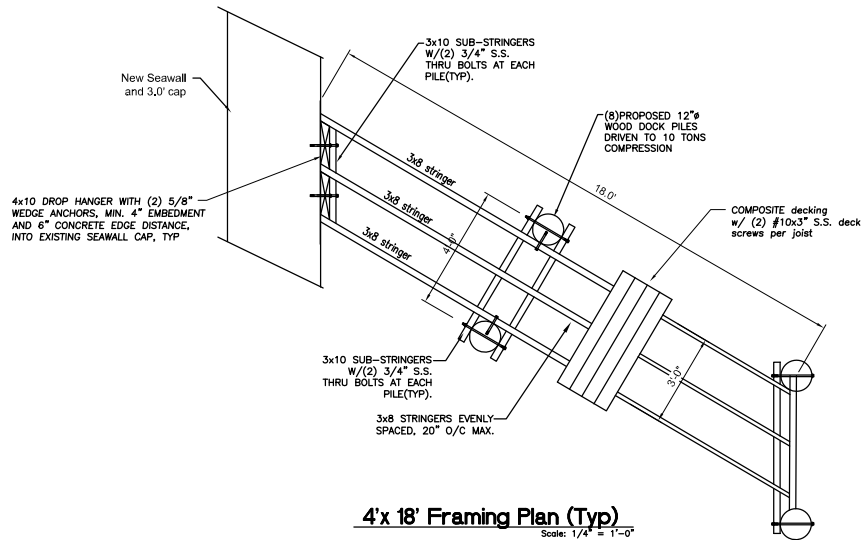 3x10 SUB-STRINGERS
W/(2) 3/4" S.S.
THRU BOLTS AT EACH
PILE(TYP).
New Seawall
and 3.0' cap
(8)PROPOSED 12"ø
WOOD DOCK PILES
DRIVEN TO 10 TONS
COMPRESSION
3x8 stringer
18.0'
4x10 DROP HANGER WITH (2) 5/8"
WEDGE ANCHORS, MIN. 4" EMBEDMENT
AND 6" CONCRETE EDGE DISTANCE,
INTO EXISTING SEAWALL CAP, TYP
3x8 stringer
COMPOSITE decking
w/ (2) #10x3" S.S. deck
screws per joist
3x8 stringer
4'-0"
3x10 SUB-STRINGERS
W/(2) 3/4" S.S.
THRU BOLTS AT EACH
PILE(TYP).
3'-0"
3x8 STRINGERS EVENLY
SPACED, 20" O/C MAX.
4'x 18' Framing Plan (Typ)
Scale: 1/4" = 1'-0"